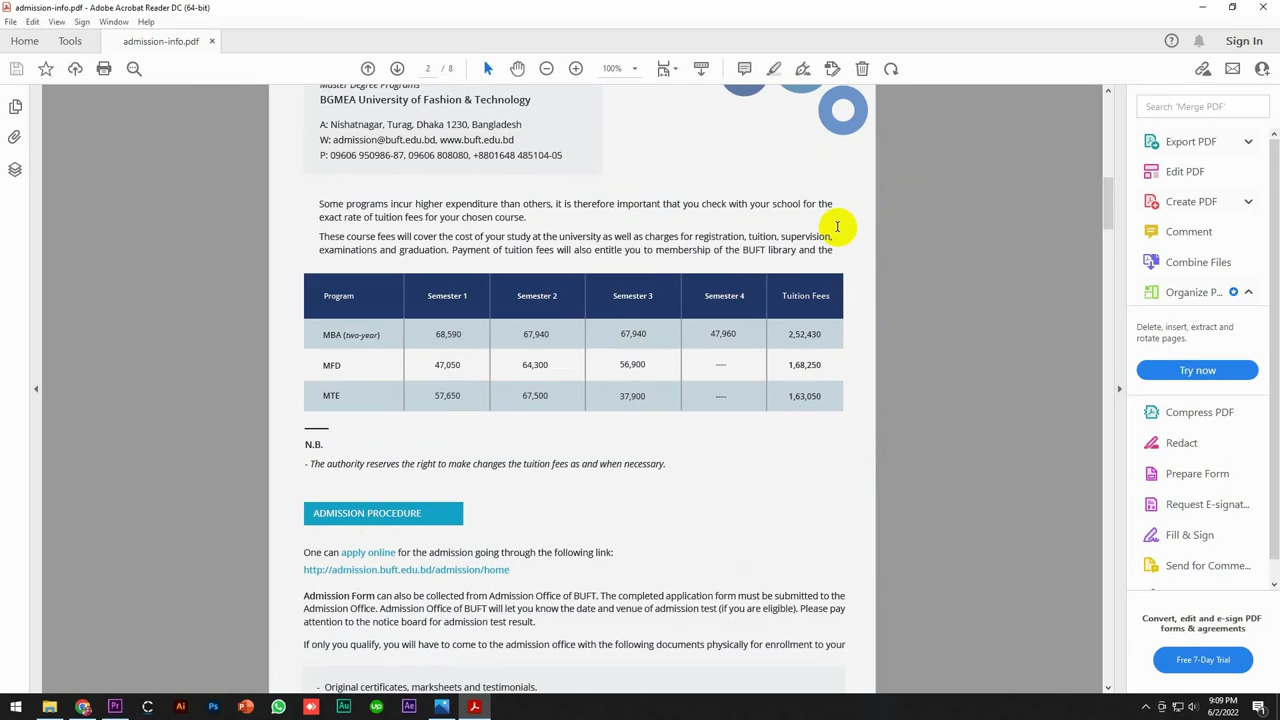 admission-info.pdf - Adobe Acrobat Reader DC (64-bit)
File Edit View Sign Window Help
Home Tools admission-info.pdf × Sign In
2 / 8 100%
Search 'Merge PDF'
Master Degree Programs
BGMEA University of Fashion & Technology
A: Nishatnagar, Turag, Dhaka 1230, Bangladesh
W: admission@buft.edu.bd, www.buft.edu.bd
P: 09606 950986-87, 09606 808080, +8801648 485104-05
Some programs incur higher expenditure than others, it is therefore important that you check with your school for the
exact rate of tuition fees for your chosen course.
These course fees will cover the cost of your study at the university as well as charges for registration, tuition, supervision,
examinations and graduation. Payment of tuition fees will also entitle you to membership of the BUFT library and the
Program Semester 1 Semester 2 Semester 3 Semester 4 Tuition Fees
MBA (two-year) 68,590 67,940 67,940 47,960 2,52,430
MFD 47,050 64,300 56,900 ---- 1,68,250
MTE 57,650 67,500 37,900 ---- 1,63,050
N.B.
- The authority reserves the right to make changes the tuition fees as and when necessary.
ADMISSION PROCEDURE
One can apply online for the admission going through the following link:
http://admission.buft.edu.bd/admission/home
Admission Form can also be collected from Admission Office of BUFT. The completed application form must be submitted to the
Admission Office. Admission Office of BUFT will let you know the date and venue of admission test (if you are eligible). Please pay
attention to the notice board for admission test result.
If only you qualify, you will have to come to the admission office with the following documents physically for enrollment to your
- Original certificates, marksheets and testimonials.
Export PDF
Edit PDF
Create PDF
Comment
Combine Files
Organize P...
Delete, insert, extract and
rotate pages.
Try now
Compress PDF
Redact
Prepare Form
Request E-signat...
Fill & Sign
Send for Comme...
Convert, edit and e-sign PDF
forms & agreements
Free 7-Day Trial
Pr C Ai Ps P Au up Ae
9:09 PM
6/2/2022